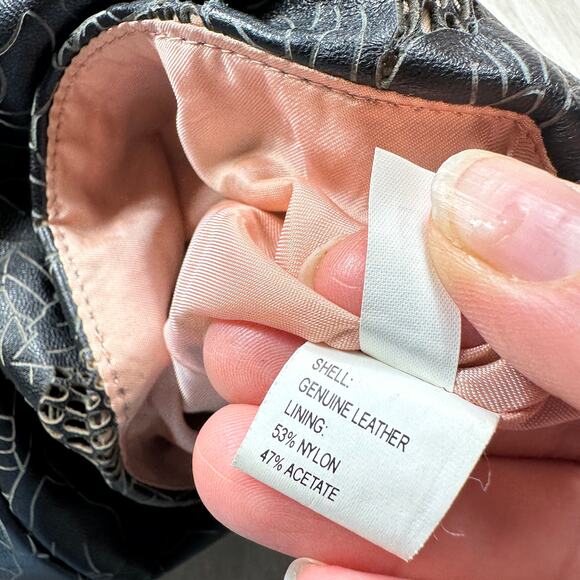 SHELL:
GENUINE LEATHER
LINING:
53% NYLON
47% ACETATE